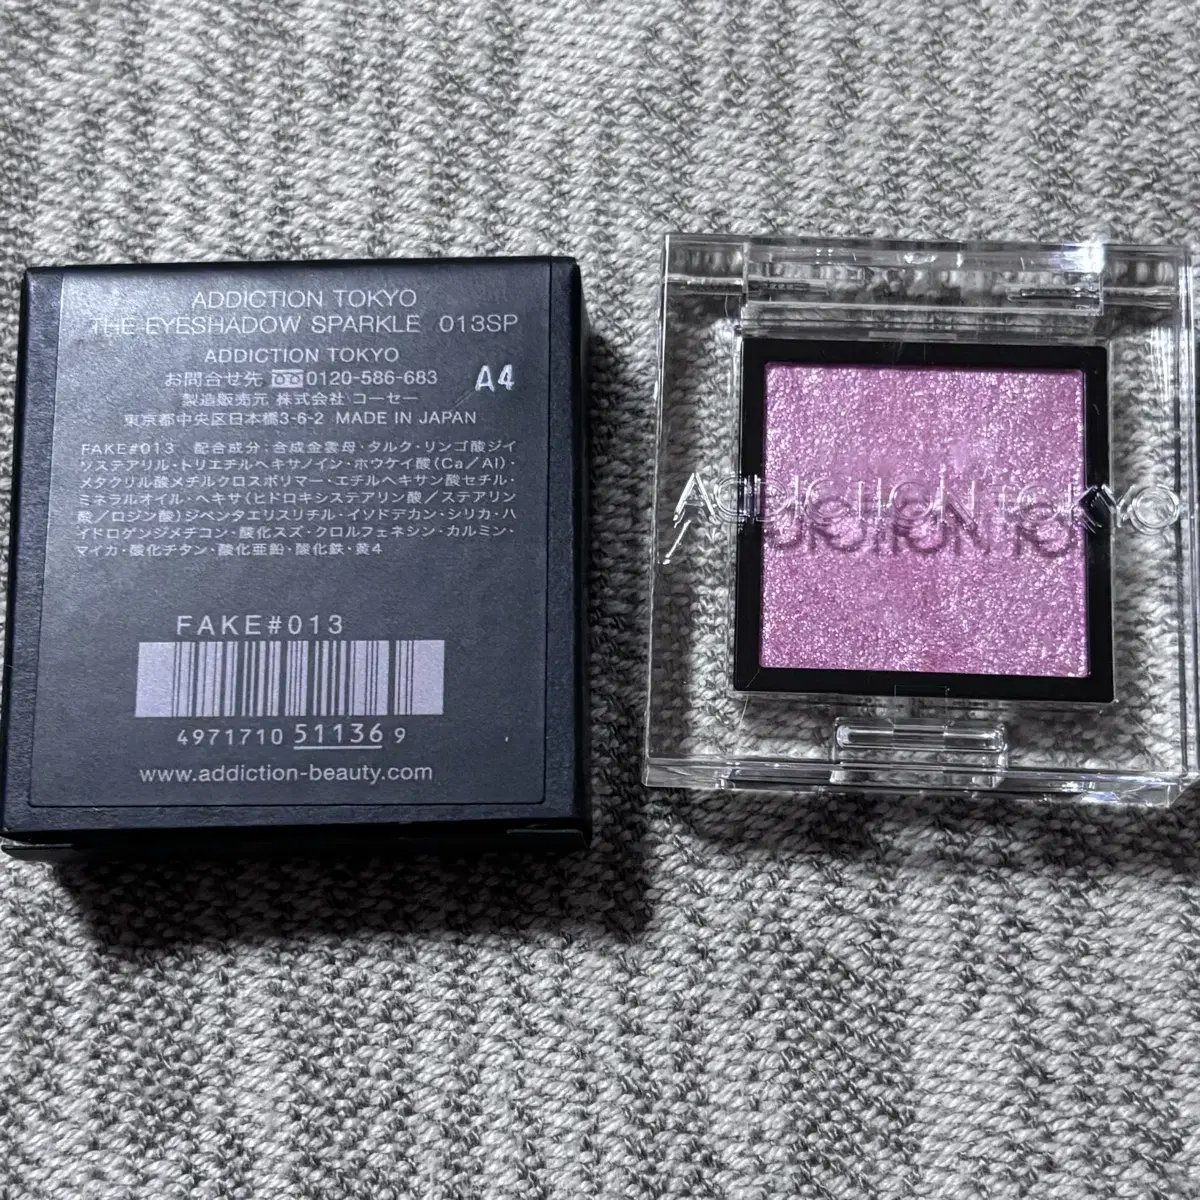 ADDICTION TOKYO
THE EYESHADOW SPARKLE 013SP
ADDICTION TOKYO
お問合せ先 0120-586-683
A4
製造販売元 株式会社 コーセー
東京都中央区日本橋3-6-2 MADE IN JAPAN
FAKE#013 配合成分:合成金雲母・タルク・リンゴ酸ジイ
ソステアリル・トリエチルヘキサノイン・ホウケイ酸(Ca/Al)・
メタクリル酸メチルクロスポリマー・エチルヘキサン酸セチル・
ミネラルオイル・ヘキサ(ヒドロキシステアリン酸/ステアリン
酸/ロジン酸)ジペンタエリスリチル・イソドデカン・シリカ・ハ
イドロゲンジメチコン・酸化スズ・クロルフェネシン・カルミン・
マイカ・酸化チタン・酸化亜鉛・酸化鉄・黄4
FAKE#013
4971710 511369
www.addiction-beauty.com
ADDICTION TOKYO